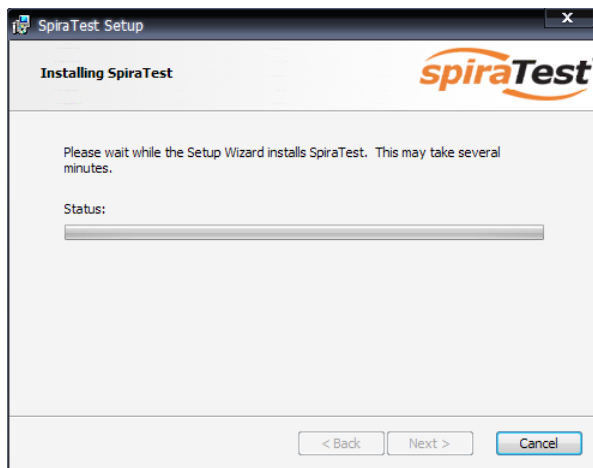 SpiraTest Setup
x
Installing SpiraTest
spiraTest
Please wait while the Setup Wizard installs SpiraTest. This may take several
minutes.
Status:
< Back
Next >
Cancel